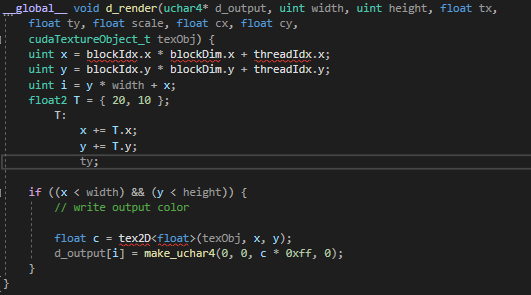 __global__ void d_render(uchar4* d_output, uint width, uint height, float tx,
float ty, float scale, float cx, float cy,
cudaTextureObject_t texObj) {
uint x = blockIdx.x * blockDim.x + threadIdx.x;
uint y = blockIdx.y * blockDim.y + threadIdx.y;
uint i = y * width + x;
float2 T = { 20, 10 };
T:
x += T.x;
y += T.y;
ty;
if ((x < width) && (y < height)) {
// write output color
float c = tex2D<float>(texObj, x, y);
d_output[i] = make_uchar4(0, 0, c * 0xff, 0);
}
}